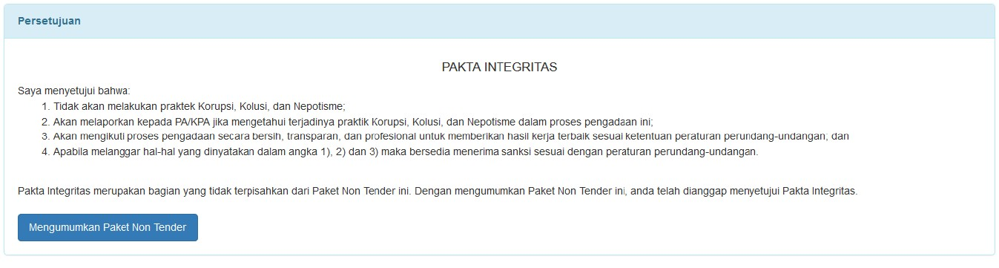 Persetujuan
PAKTA INTEGRITAS
Saya menyetujui bahwa:
1. Tidak akan melakukan praktek Korupsi, Kolusi, dan Nepotisme;
2. Akan melaporkan kepada PA/KPA jika mengetahui terjadinya praktik Korupsi, Kolusi, dan Nepotisme dalam proses pengadaan ini;
3. Akan mengikuti proses pengadaan secara bersih, transparan, dan profesional untuk memberikan hasil kerja terbaik sesuai ketentuan peraturan perundang-undangan; dan
4. Apabila melanggar hal-hal yang dinyatakan dalam angka 1), 2) dan 3) maka bersedia menerima sanksi sesuai dengan peraturan perundang-undangan.
Pakta Integritas merupakan bagian yang tidak terpisahkan dari Paket Non Tender ini. Dengan mengumumkan Paket Non Tender ini, anda telah dianggap menyetujui Pakta Integritas.
Mengumumkan Paket Non Tender